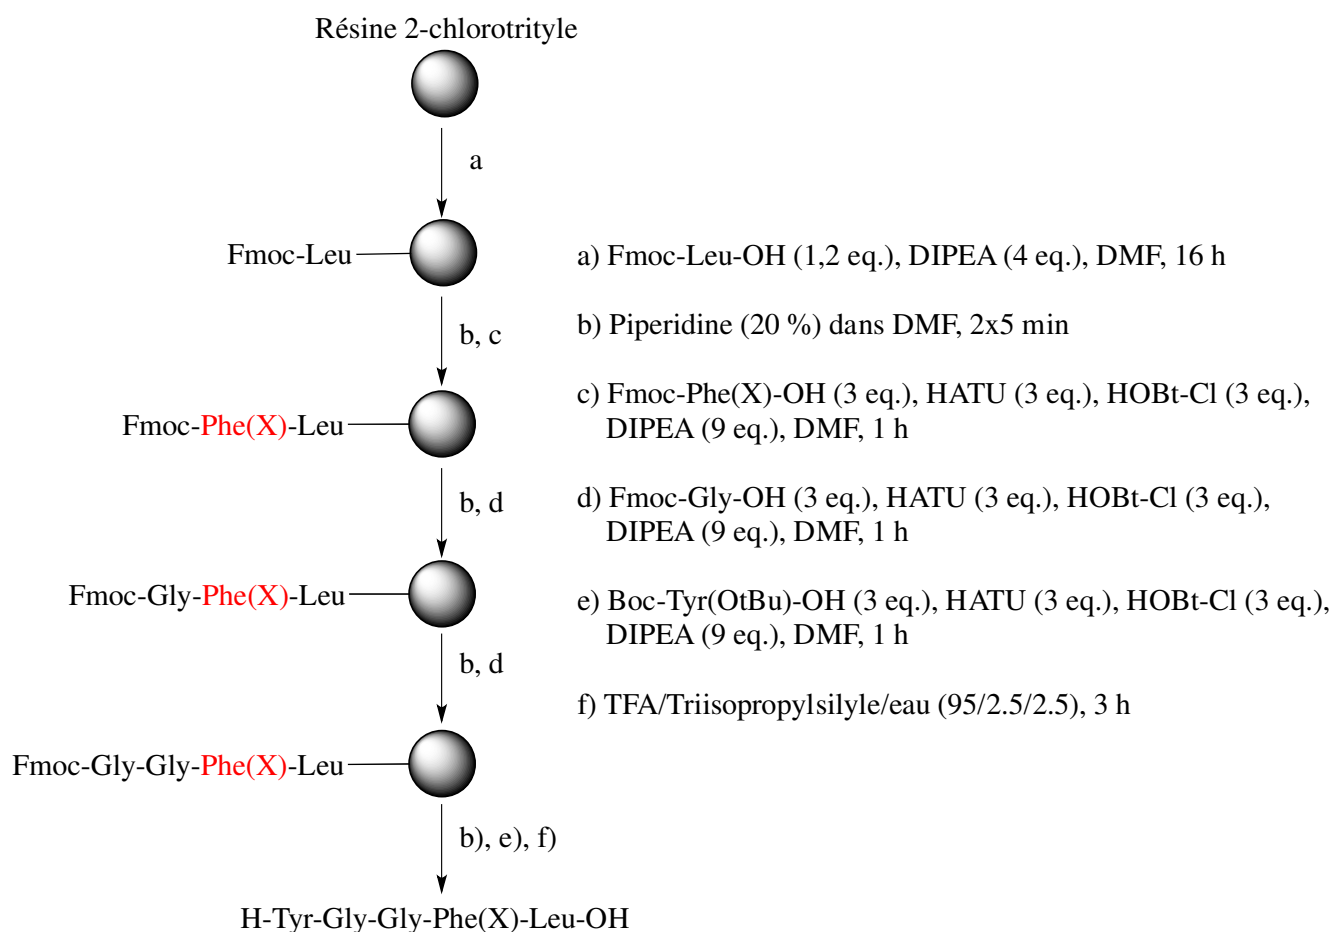 Résine 2-chlorotrityle
a
Fmoc-Leu
a) Fmoc-Leu-OH (1,2 eq.), DIPEA (4 eq.), DMF, 16 h
b) Piperidine (20 %) dans DMF, 2x5 min
b, c
c) Fmoc-Phe(X)-OH (3 eq.), HATU (3 eq.), HOBt-Cl (3 eq.),
DIPEA (9 eq.), DMF, 1 h
Fmoc-Phe(X)-Leu
b, d
d) Fmoc-Gly-OH (3 eq.), HATU (3 eq.), HOBt-Cl (3 eq.),
DIPEA (9 eq.), DMF, 1 h
Fmoc-Gly-Phe(X)-Leu
e) Boc-Tyr(OtBu)-OH (3 eq.), HATU (3 eq.), HOBt-Cl (3 eq.),
DIPEA (9 eq.), DMF, 1 h
b, d
f) TFA/Triisopropylsilyle/eau (95/2.5/2.5), 3 h
Fmoc-Gly-Gly-Phe(X)-Leu
b), e), f)
H-Tyr-Gly-Gly-Phe(X)-Leu-OH